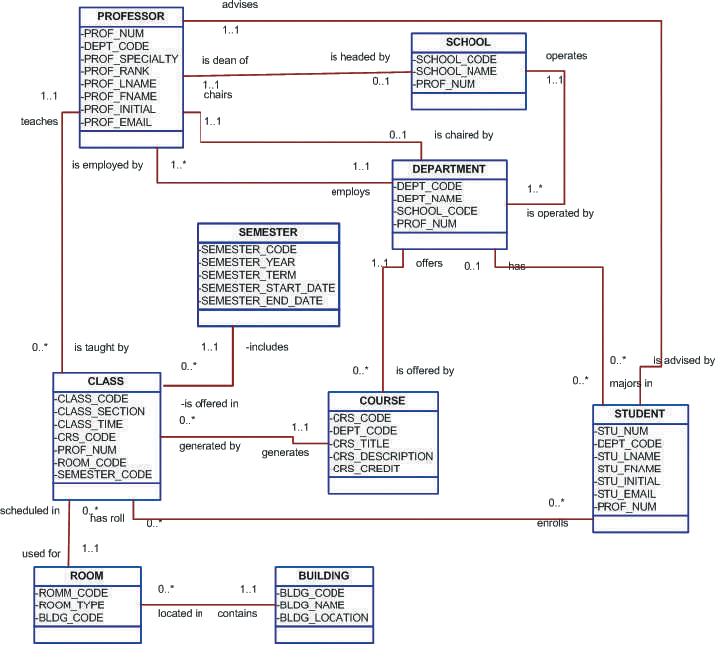 PROFESSOR
-PROF_NUM
-DEPT_CODE
-PROF_SPECIALTY
-PROF_RANK
-PROF_LNAME
-PROF_FNAME
-PROF_INITIAL
-PROF_EMAIL
advises
1..1
SCHOOL
-SCHOOL_CODE
-SCHOOL_NAME
-PROF_NUM
is dean of
is headed by
1..1
0..1
operates
1..1
chairs
1..1
0..1
is chaired by
1..1
teaches
is employed by
1..*
1..1
employs
DEPARTMENT
-DEPT_CODE
-DEPT_NAME
-SCHOOL_CODE
-PROF_NUM
1..*
is operated by
SEMESTER
-SEMESTER_CODE
-SEMESTER_YEAR
-SEMESTER_TERM
-SEMESTER_START_DATE
-SEMESTER_END_DATE
1..1
offers
0..1
has
0..*
is taught by
1..1
-includes
0..*
-is offered in
0..*
is offered by
0..*
is advised by
0..*
majors in
CLASS
-CLASS_CODE
-CLASS_SECTION
-CLASS_TIME
-CRS_CODE
-PROF_NUM
-ROOM_CODE
-SEMESTER_CODE
0..*
generated by
1..1
generates
COURSE
-CRS_CODE
-DEPT_CODE
-CRS_TITLE
-CRS_DESCRIPTION
-CRS_CREDIT
STUDENT
-STU_NUM
-DEPT_CODE
-STU_LNAME
-STU_FNAME
-STU_INITIAL
-STU_EMAIL
-PROF_NUM
scheduled in
0..*
has roll
0..*
0..*
enrolls
used for
1..1
ROOM
-ROMM_CODE
-ROOM_TYPE
-BLDG_CODE
0..*
located in
1..1
contains
BUILDING
-BLDG_CODE
-BLDG_NAME
-BLDG_LOCATION